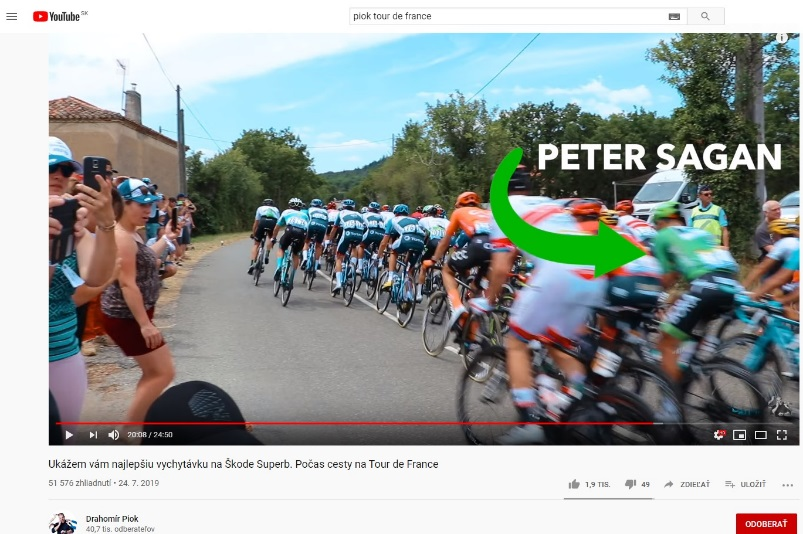 YouTube SK
piok tour de france
PETER SAGAN
20:08 / 24:50
Ukážem vám najlepšiu vychytávku na Škode Superb. Počas cesty na Tour de France
51 576 zhliadnutí • 24. 7. 2019
1,9 TIS.
49
ZDIEĽAŤ
ULOŽIŤ
Drahomír Piok
40,7 tis. odberateľov
ODOBERAŤ